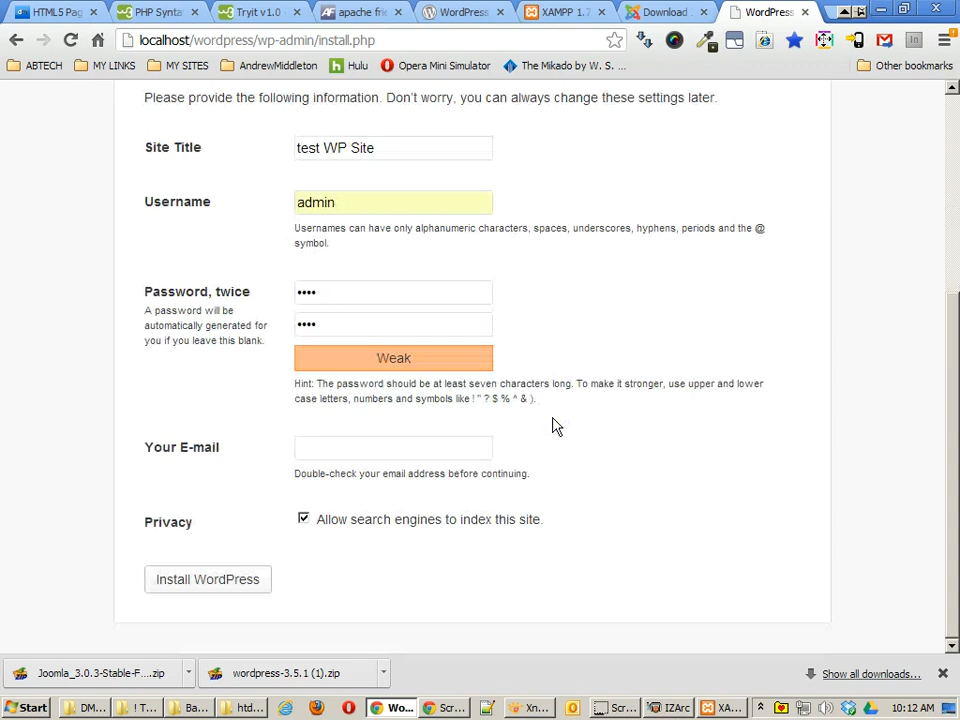 HTML5 Pag
PHP Synta
Tryit v1.0
apache frie
WordPress
XAMPP 1.7
Download
WordPress
localhost/wordpress/wp-admin/install.php
ABTECH
MY LINKS
MY SITES
AndrewMiddleton
Hulu
Opera Mini Simulator
The Mikado by W. S. ...
Other bookmarks
Please provide the following information. Don't worry, you can always change these settings later.
Site Title
test WP Site
Username
admin
Usernames can have only alphanumeric characters, spaces, underscores, hyphens, periods and the @
symbol.
Password, twice
A password will be
automatically generated for
you if you leave this blank.
••••
••••
Weak
Hint: The password should be at least seven characters long. To make it stronger, use upper and lower
case letters, numbers and symbols like ! " ? $ % ^ & ).
Your E-mail
Double-check your email address before continuing.
Privacy
Allow search engines to index this site.
Install WordPress
Joomla_3.0.3-Stable-F....zip
wordpress-3.5.1 (1).zip
Show all downloads...
Start
DM...
! T...
Ba...
htd...
Wo...
Scr...
Xn...
Scr...
IZArc
XA...
10:12 AM